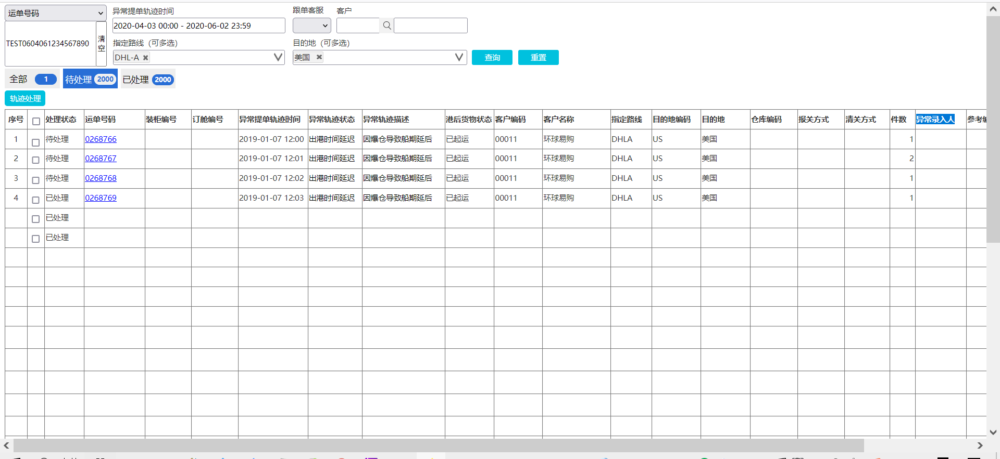 运单号码
异常提单轨迹时间
跟单客服 客户
2020-04-03 00:00 - 2020-06-02 23:59
TEST0604061234567890
清空
指定路线（可多选）
目的地（可多选）
DHL-A ×
美国 ×
查询 重置
全部 1 待处理 2000 已处理 2000
轨迹处理
序号 处理状态 运单号码 装柜编号 订舱编号 异常提单轨迹时间 异常轨迹状态 异常轨迹描述 港后货物状态 客户编码 客户名称 指定路线 目的地编码 目的地 仓库编码 报关方式 清关方式 件数 异常录入人 参考编
1 待处理 0268766 2019-01-07 12:00 出港时间延迟 因爆仓导致船期延后 已起运 00011 环球易购 DHLA US 美国 1
2 待处理 0268767 2019-01-07 12:01 出港时间延迟 因爆仓导致船期延后 已起运 00011 环球易购 DHLA US 美国 2
3 待处理 0268768 2019-01-07 12:02 出港时间延迟 因爆仓导致船期延后 已起运 00011 环球易购 DHLA US 美国 1
4 已处理 0268769 2019-01-07 12:03 出港时间延迟 因爆仓导致船期延后 已起运 00011 环球易购 DHLA US 美国 1
已处理
已处理